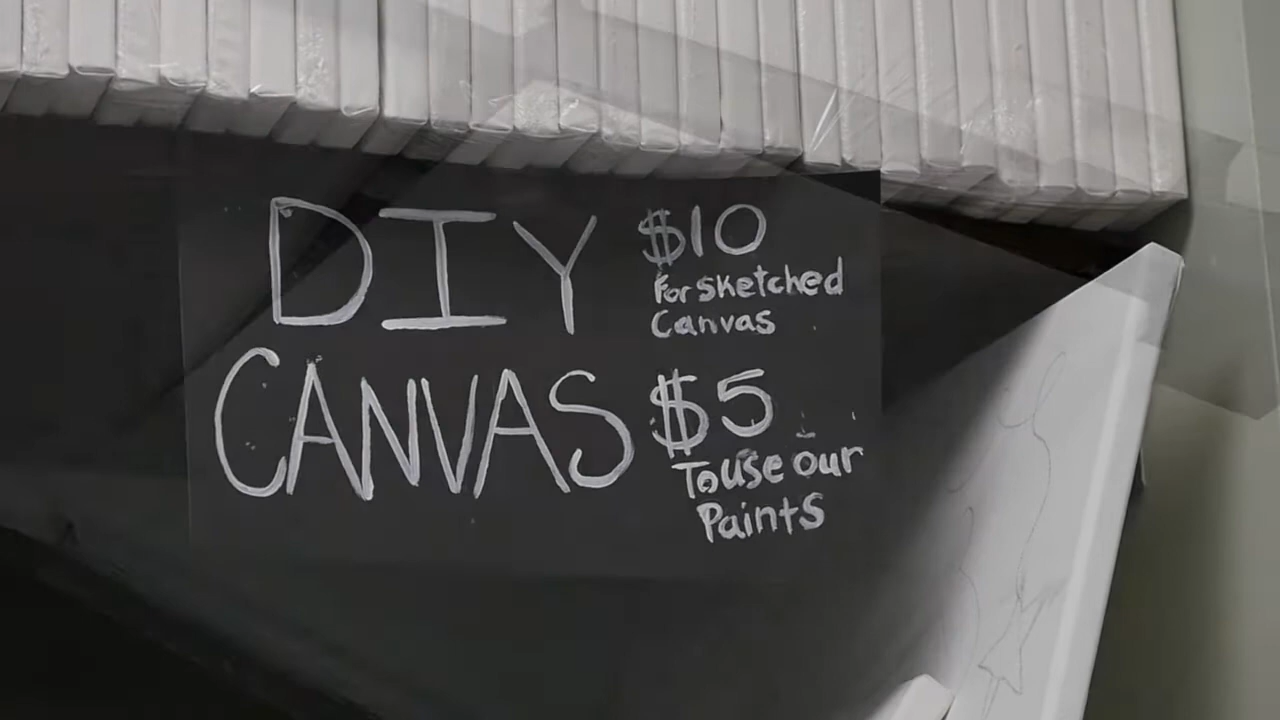 DIY
CANVAS
$10
For Sketched
Canvas
$5
To use our
Paints